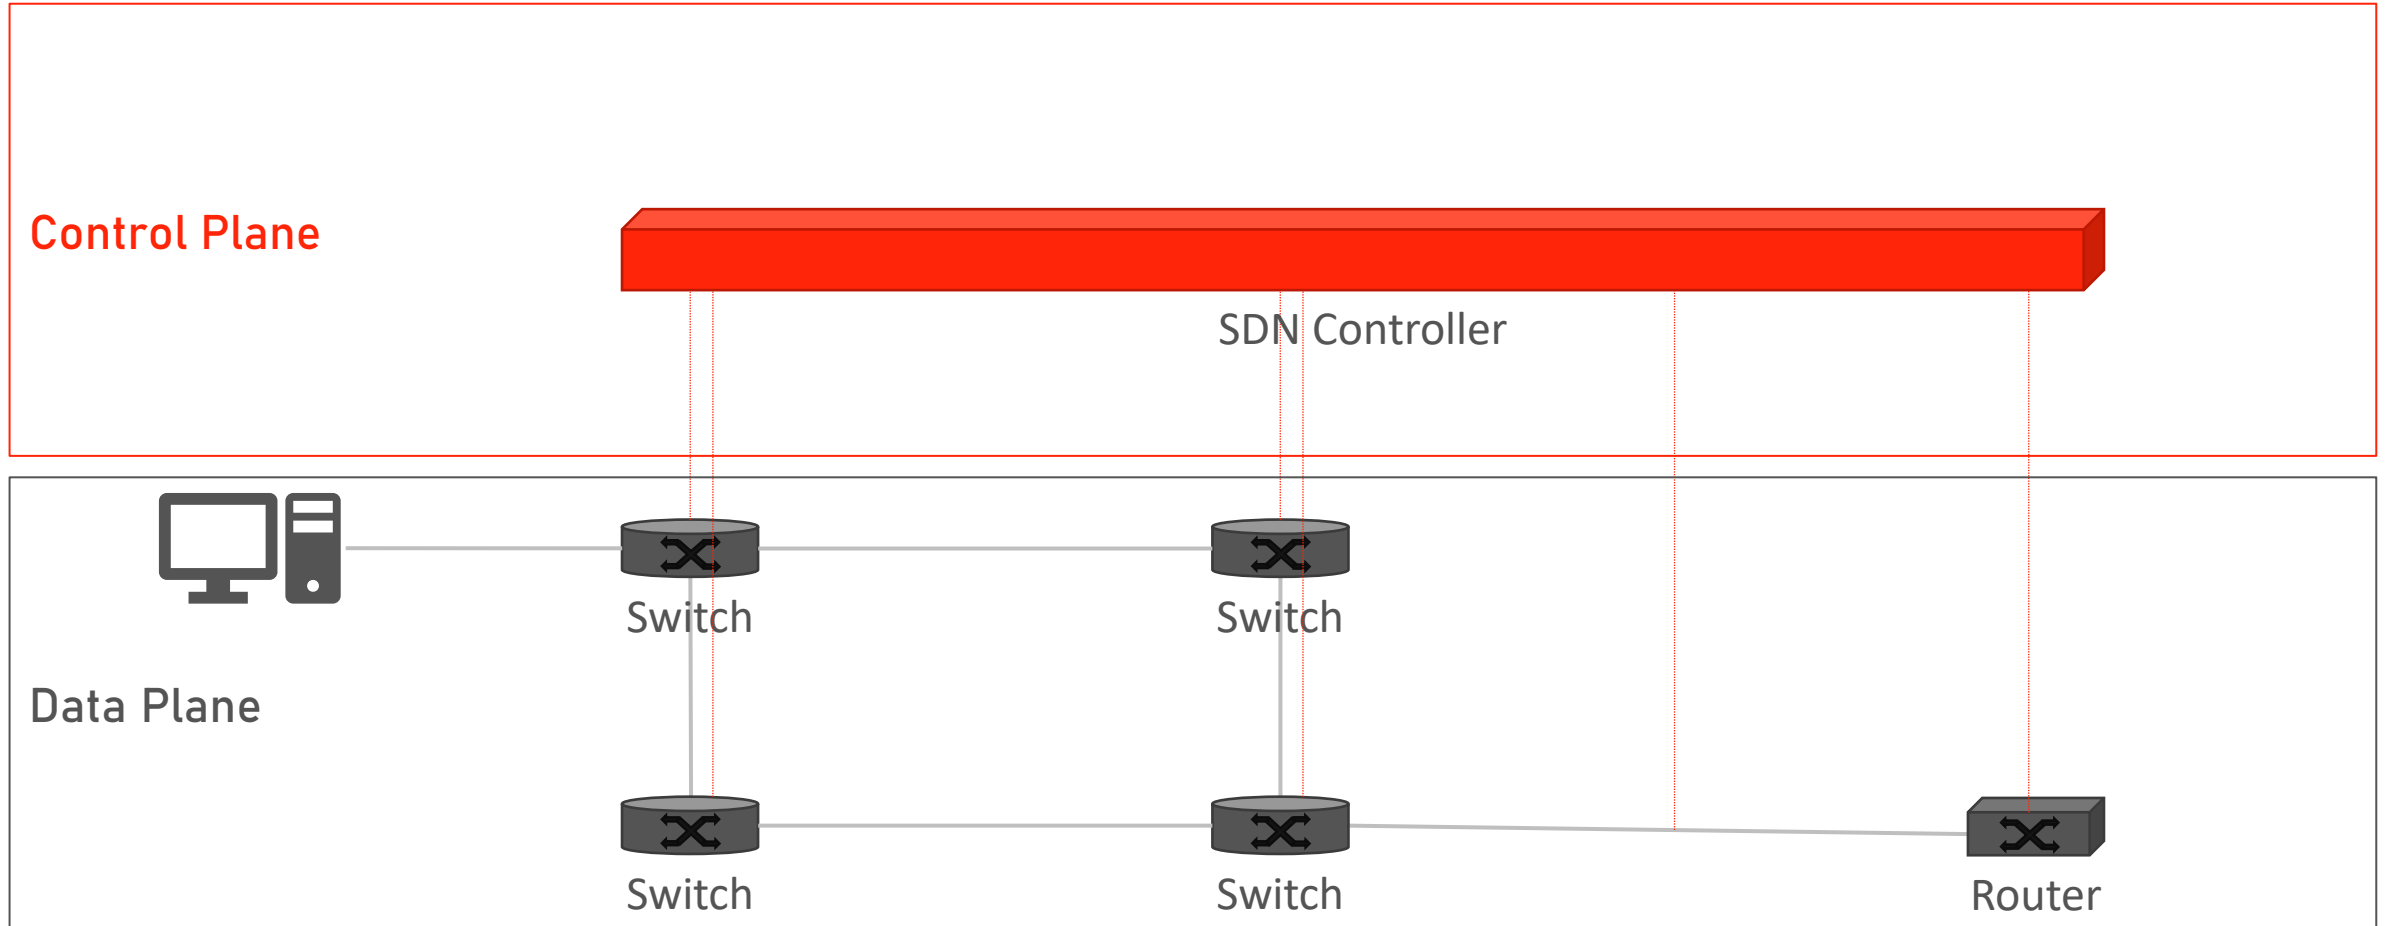 Control Plane
SDN Controller
Switch
Switch
Data Plane
Switch
Switch
Router